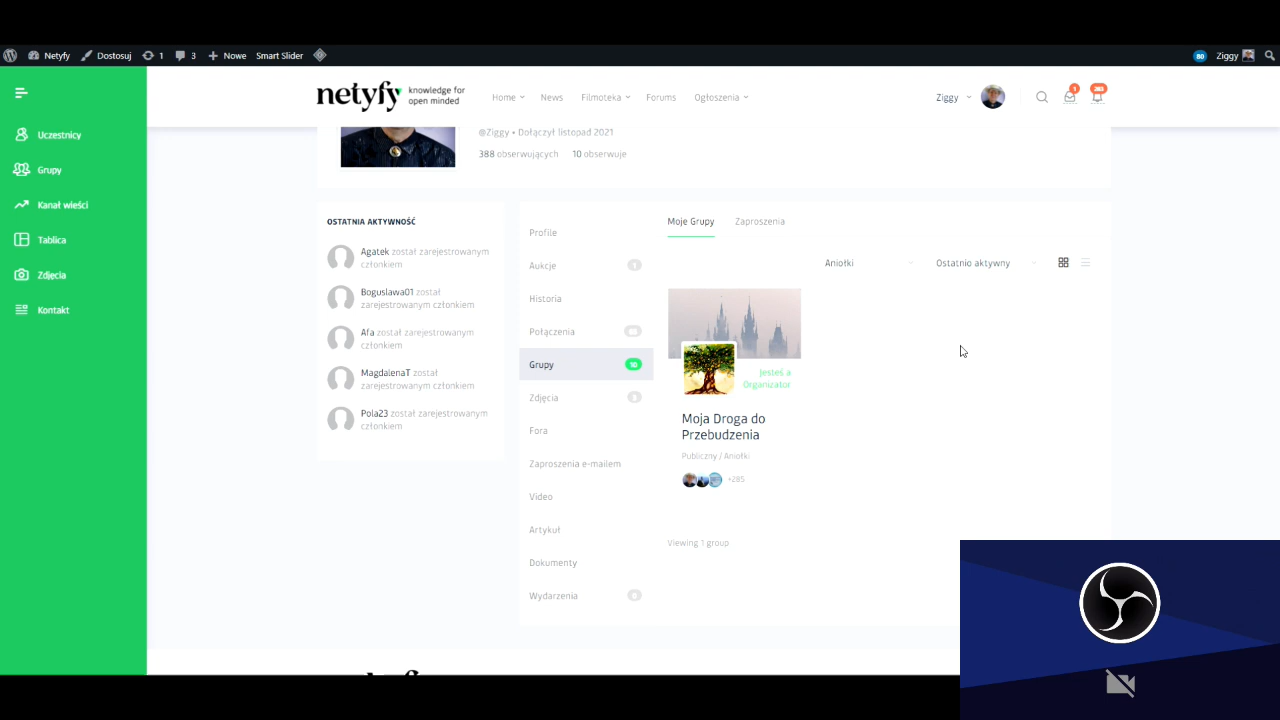 Netyfy Dostosuj 1 3 Nowe Smart Slider
80 Ziggy
netyfy knowledge for
open minded
Home News Filmoteka Forums Ogłoszenia
Ziggy 1
Uczestnicy
Grupy
Kanał wieści
Tablica
Zdjęcia
Kontakt
@Ziggy • Dołączył listopad 2021
388 obserwujących 10 obserwuje
OSTATNIA AKTYWNOŚĆ
Agatek został zarejestrowanym
członkiem
Boguslawa01 został
zarejestrowanym członkiem
Afa został zarejestrowanym
członkiem
MagdalenaT został
zarejestrowanym członkiem
Pola23 został zarejestrowanym
członkiem
Profile
Aukcje 1
Historia
Połączenia
Grupy 10
Zdjęcia
Fora
Zaproszenia e-mailem
Video
Artykuł
Dokumenty
Wydarzenia 0
Moje Grupy Zaproszenia
Aniołki Ostatnio aktywny
Jesteś a
Organizator
Moja Droga do
Przebudzenia
Publiczny / Aniołki
+285
Viewing 1 group